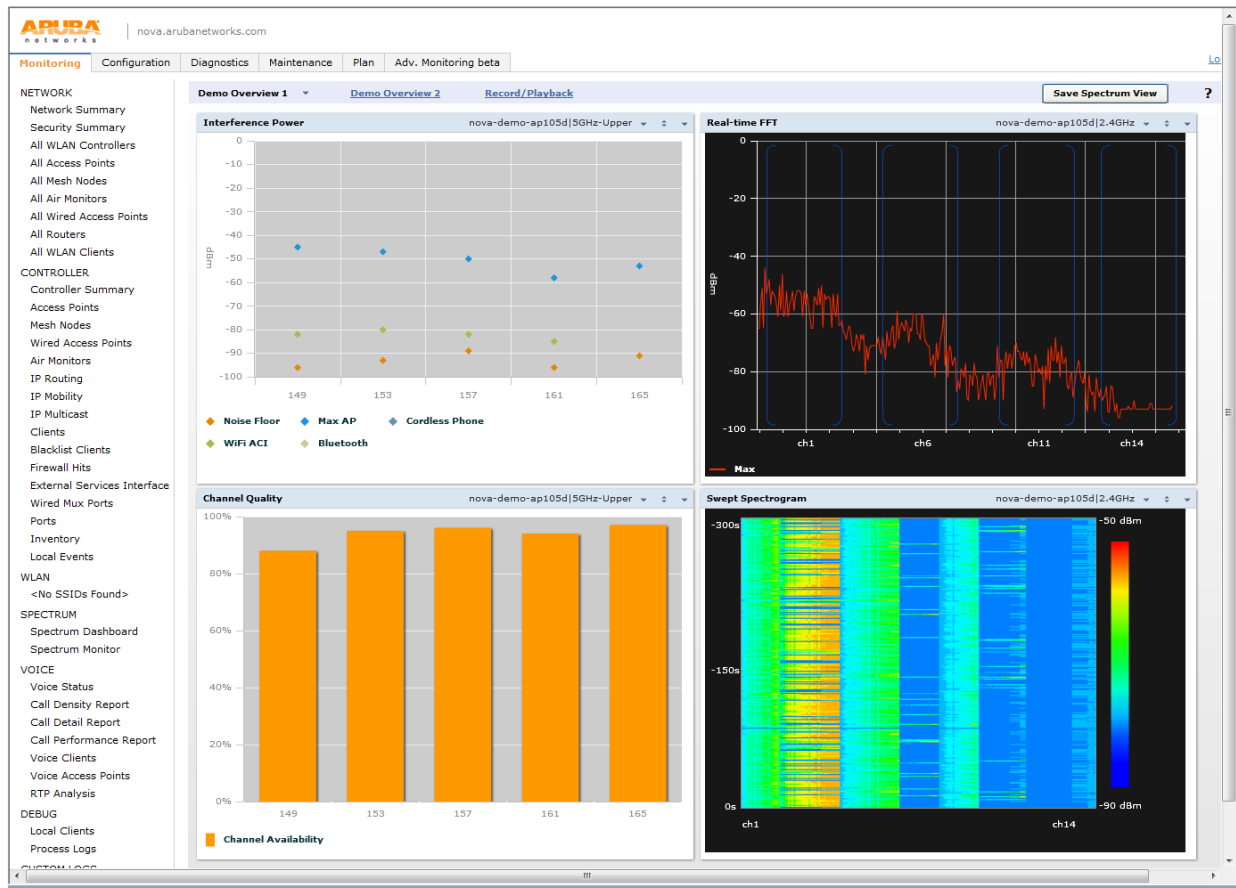 ARUBA
networks
nova.arubanetworks.com
Monitoring Configuration Diagnostics Maintenance Plan Adv. Monitoring beta
Lo
NETWORK
Network Summary
Security Summary
All WLAN Controllers
All Access Points
All Mesh Nodes
All Air Monitors
All Wired Access Points
All Routers
All WLAN Clients
CONTROLLER
Controller Summary
Access Points
Mesh Nodes
Wired Access Points
Air Monitors
IP Routing
IP Mobility
IP Multicast
Clients
Blacklist Clients
Firewall Hits
External Services Interface
Wired Mux Ports
Ports
Inventory
Local Events
WLAN
<No SSIDs Found>
SPECTRUM
Spectrum Dashboard
Spectrum Monitor
VOICE
Voice Status
Call Density Report
Call Detail Report
Call Performance Report
Voice Clients
Voice Access Points
RTP Analysis
DEBUG
Local Clients
Process Logs
CUSTOM LOGS
Demo Overview 1 Demo Overview 2 Record/Playback
Save Spectrum View ?
Interference Power nova-demo-ap105d|5GHz-Upper
0
-10
-20
-30
-40
-50
-60
-70
-80
-90
-100
dBm
149 153 157 161 165
Noise Floor Max AP Cordless Phone
WiFi ACI Bluetooth
Real-time FFT nova-demo-ap105d|2.4GHz
0
-20
-40
-60
-80
-100
dBm
ch1 ch6 ch11 ch14
Max
Channel Quality nova-demo-ap105d|5GHz-Upper
100%
80%
60%
40%
20%
0%
149 153 157 161 165
Channel Availability
Swept Spectrogram nova-demo-ap105d|2.4GHz
-300s
-150s
0s
ch1 ch14
-50 dBm
-90 dBm